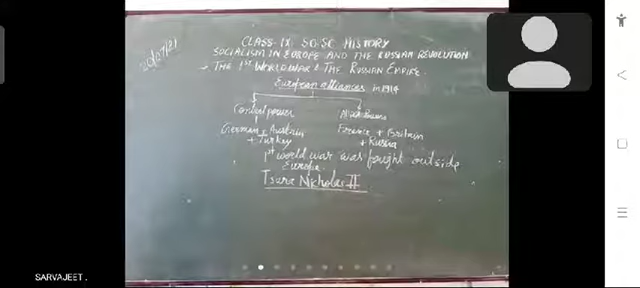 20/07/21
CLASS-IX SO.SC HISTORY
SOCIALISM IN EUROPE AND THE RUSSIAN REVOLUTION
THE 1st WORLD WAR & THE RUSSIAN EMPIRE.
European alliances in 1914
Central power
Germany + Austria
+ Turkey
France + Britain
+ Russia
1st world war was fought outside
Europe
Tsar Nicholas II
SARVAJEET .